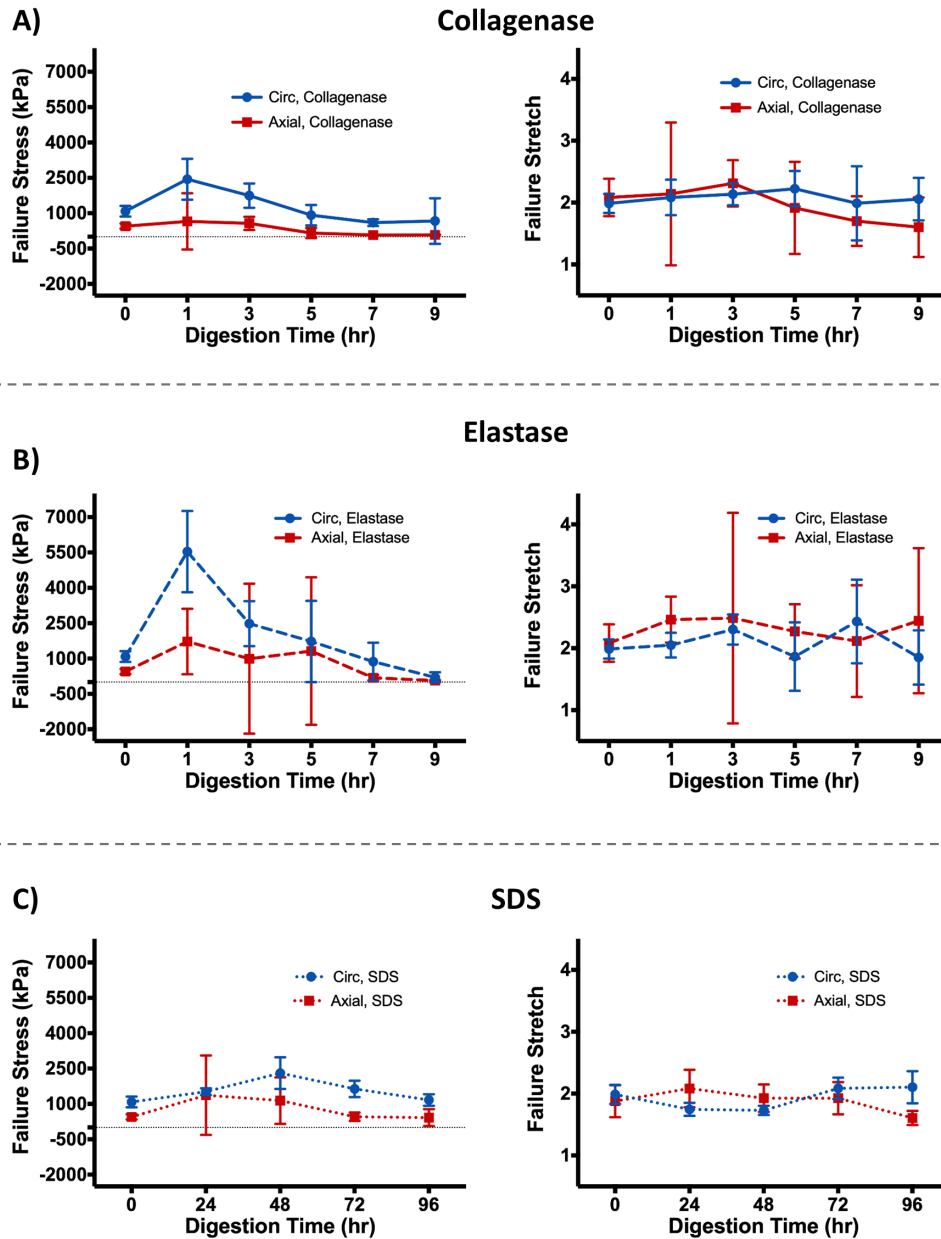 A)
Collagenase
Failure Stress (kPa)
7000
5500
4000
2500
1000
-500
-2000
Circ, Collagenase
Axial, Collagenase
0 1 3 5 7 9
Digestion Time (hr)
Failure Stretch
4
3
2
1
Circ, Collagenase
Axial, Collagenase
0 1 3 5 7 9
Digestion Time (hr)
Elastase
B)
Failure Stress (kPa)
7000
5500
4000
2500
1000
-500
-2000
Circ, Elastase
Axial, Elastase
0 1 3 5 7 9
Digestion Time (hr)
Failure Stretch
4
3
2
1
Circ, Elastase
Axial, Elastase
0 1 3 5 7 9
Digestion Time (hr)
C)
SDS
Failure Stress (kPa)
7000
5500
4000
2500
1000
-500
-2000
Circ, SDS
Axial, SDS
0 24 48 72 96
Digestion Time (hr)
Failure Stretch
4
3
2
1
Circ, SDS
Axial, SDS
0 24 48 72 96
Digestion Time (hr)